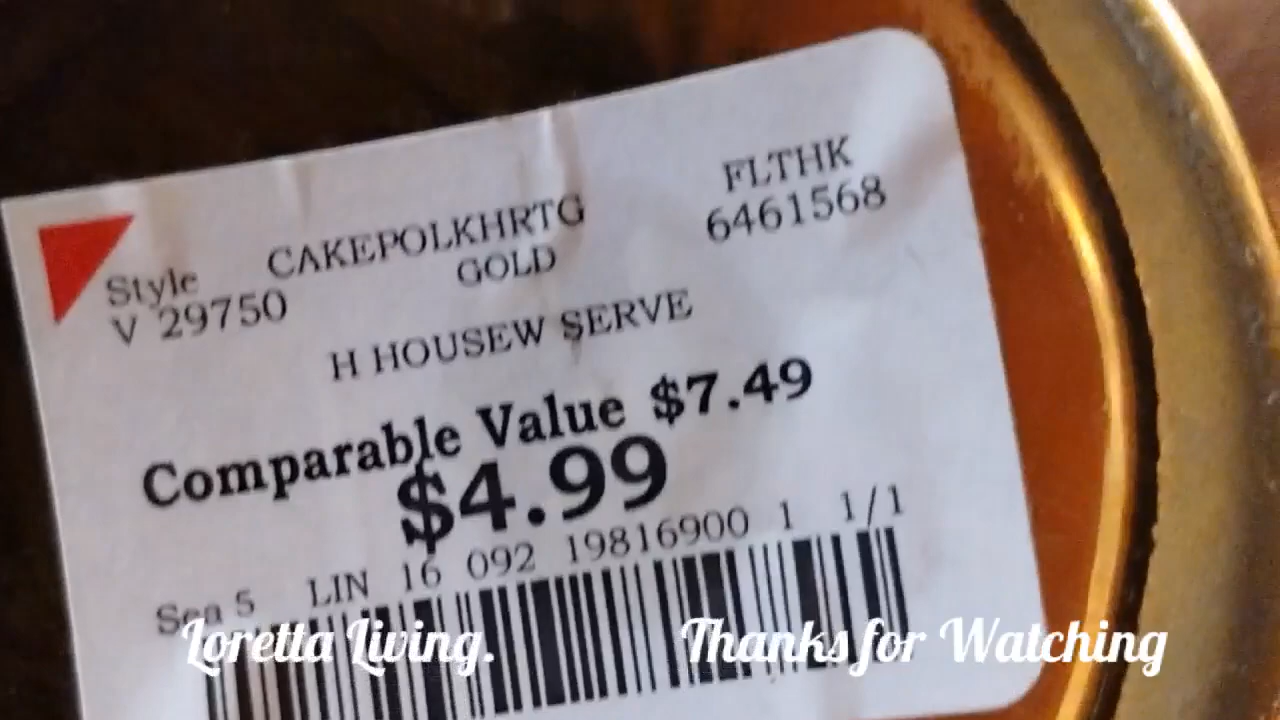 FLTHK
CAKEPOLKHRTG 6461568
Style GOLD
V 29750
H HOUSEW SERVE
Comparable Value $7.49
$4.99
Sea 5 LIN 16 092 19816900 1 1/1
Loretta Living. Thanks for Watching